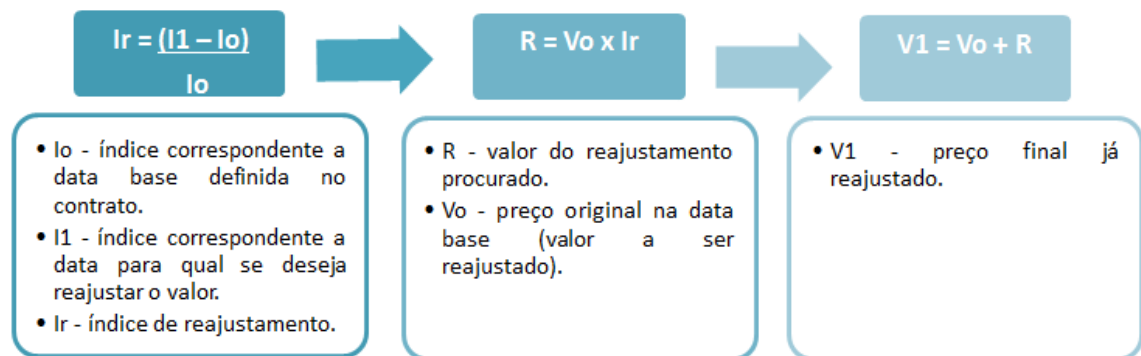 Ir = (I1 – Io)
Io
R = Vo x Ir
V1 = Vo + R
• Io - índice correspondente a
data base definida no
contrato.
• I1 - índice correspondente a
data para qual se deseja
reajustar o valor.
• Ir - índice de reajustamento.
• R - valor do reajustamento
procurado.
• Vo - preço original na data
base (valor a ser
reajustado).
• V1 - preço final já
reajustado.